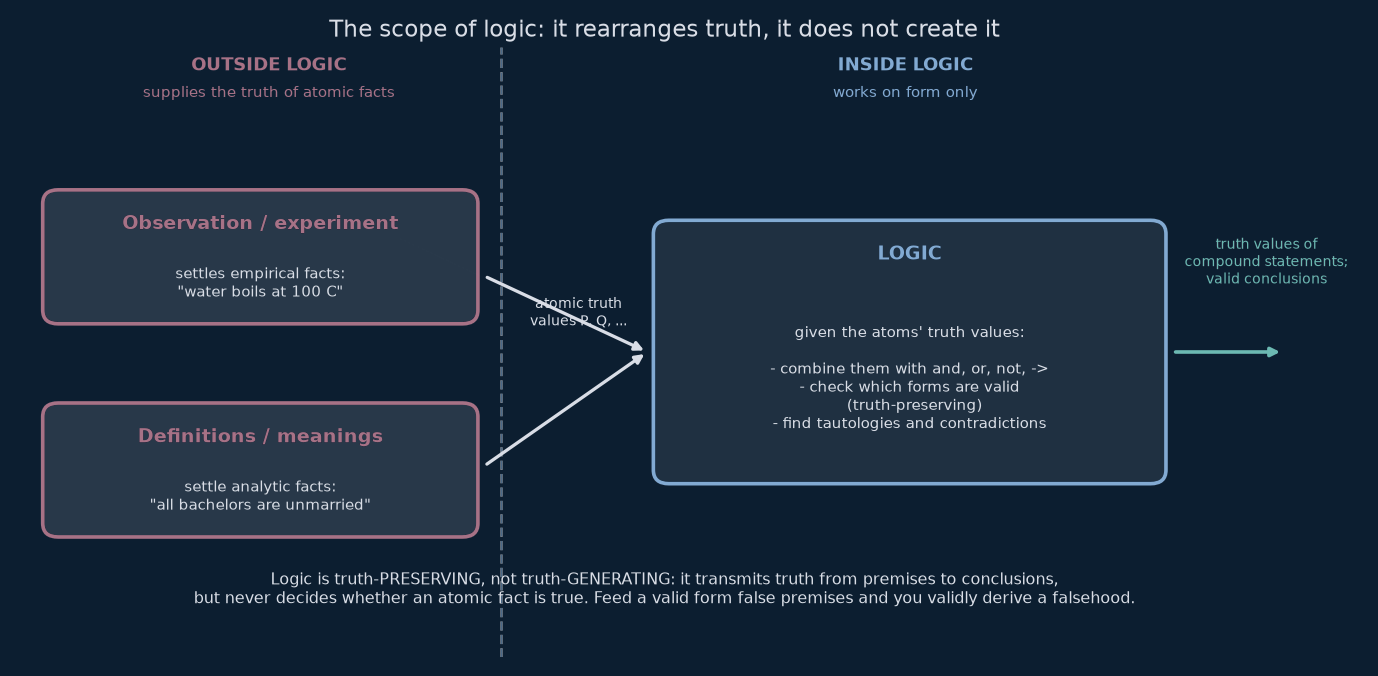 The scope of logic: it rearranges truth, it does not create it
OUTSIDE LOGIC
supplies the truth of atomic facts
INSIDE LOGIC
works on form only
Observation / experiment
settles empirical facts:
"water boils at 100 C"
Definitions / meanings
settle analytic facts:
"all bachelors are unmarried"
atomic truth
values P, Q, ...
LOGIC
given the atoms' truth values:
- combine them with and, or, not, ->
- check which forms are valid
(truth-preserving)
- find tautologies and contradictions
truth values of
compound statements;
valid conclusions
Logic is truth-PRESERVING, not truth-GENERATING: it transmits truth from premises to conclusions,
but never decides whether an atomic fact is true. Feed a valid form false premises and you validly derive a falsehood.